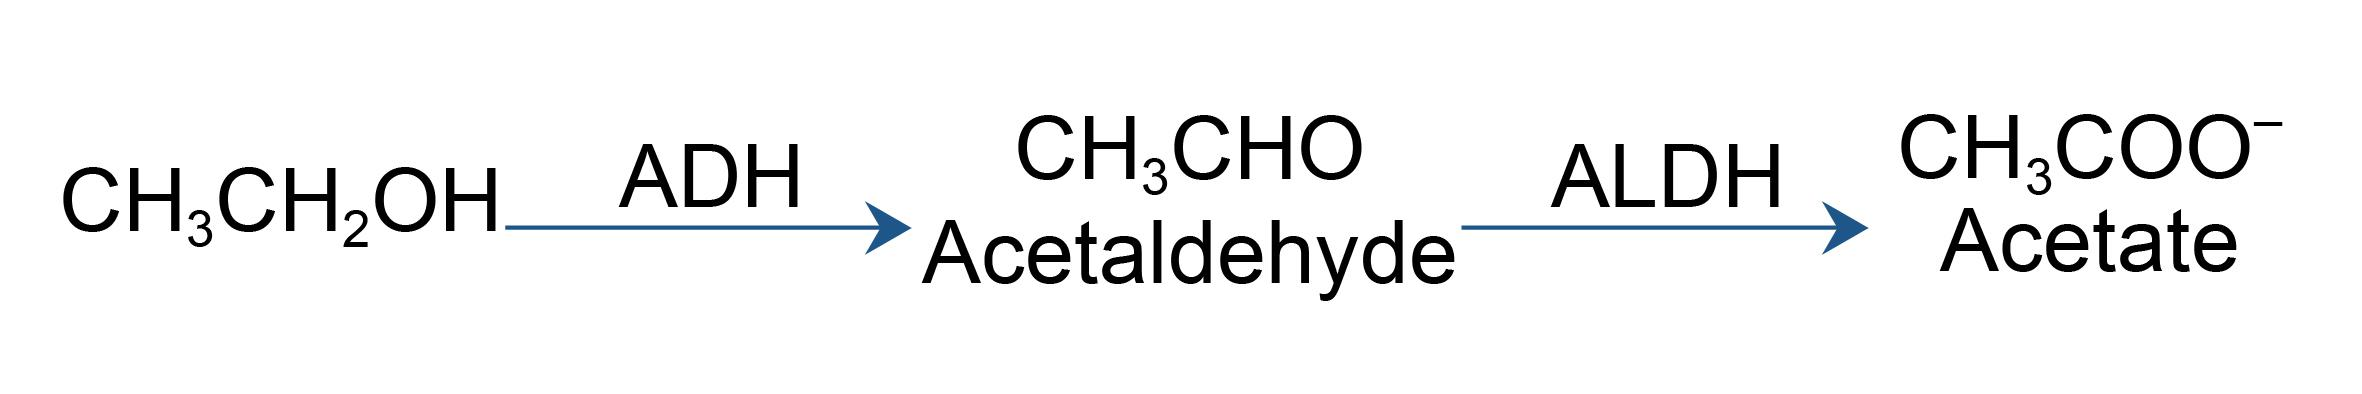 CH₃CH₂OH
ADH
CH₃CHO
Acetaldehyde
ALDH
CH₃COO⁻
Acetate